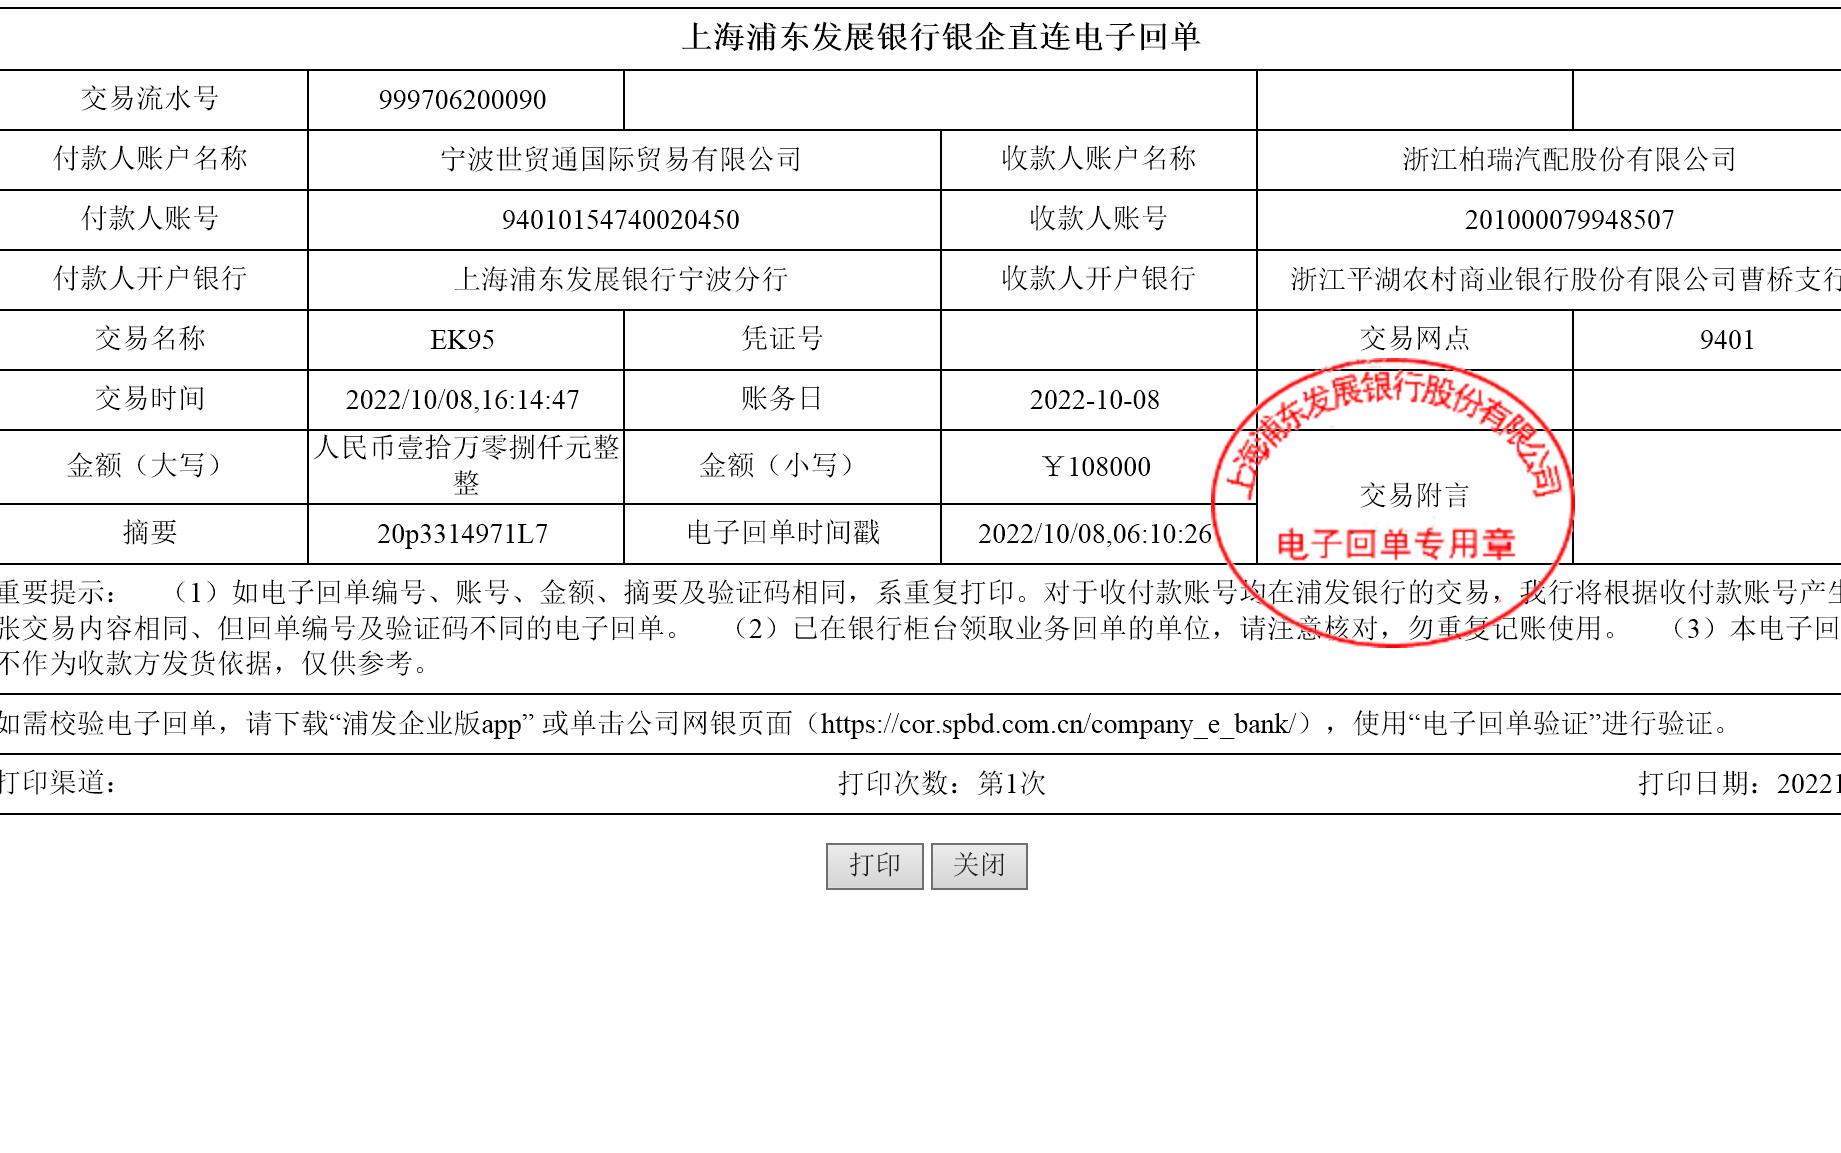 上海浦东发展银行银企直连电子回单
交易流水号 999706200090
付款人账户名称 宁波世贸通国际贸易有限公司 收款人账户名称 浙江柏瑞汽配股份有限公司
付款人账号 94010154740020450 收款人账号 201000079948507
付款人开户银行 上海浦东发展银行宁波分行 收款人开户银行 浙江平湖农村商业银行股份有限公司曹桥支行
交易名称 EK95 凭证号 交易网点 9401
交易时间 2022/10/08,16:14:47 账务日 2022-10-08
金额（大写） 人民币壹拾万零捌仟元整
整 金额（小写） ￥108000
摘要 20p3314971L7 电子回单时间戳 2022/10/08,06:10:26 交易附言
上海浦东发展银行股份有限公司
电子回单专用章
重要提示： （1）如电子回单编号、账号、金额、摘要及验证码相同，系重复打印。对于收付款账号均在浦发银行的交易，我行将根据收付款账号产生
张交易内容相同、但回单编号及验证码不同的电子回单。 （2）已在银行柜台领取业务回单的单位，请注意核对，勿重复记账使用。 （3）本电子回
不作为收款方发货依据，仅供参考。
如需校验电子回单，请下载“浦发企业版app” 或单击公司网银页面（https://cor.spbd.com.cn/company_e_bank/），使用“电子回单验证”进行验证。
打印渠道： 打印次数：第1次 打印日期：20221
打印 关闭